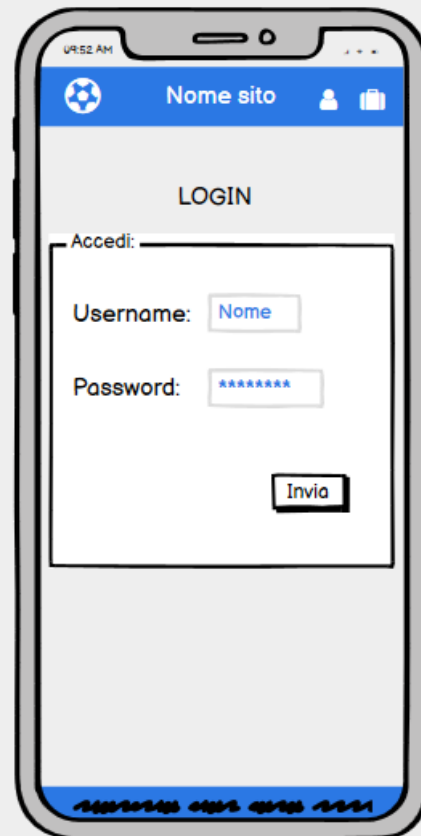 09:52 AM
Nome sito
LOGIN
Accedi:
Username: Nome
Password: ********
Invia